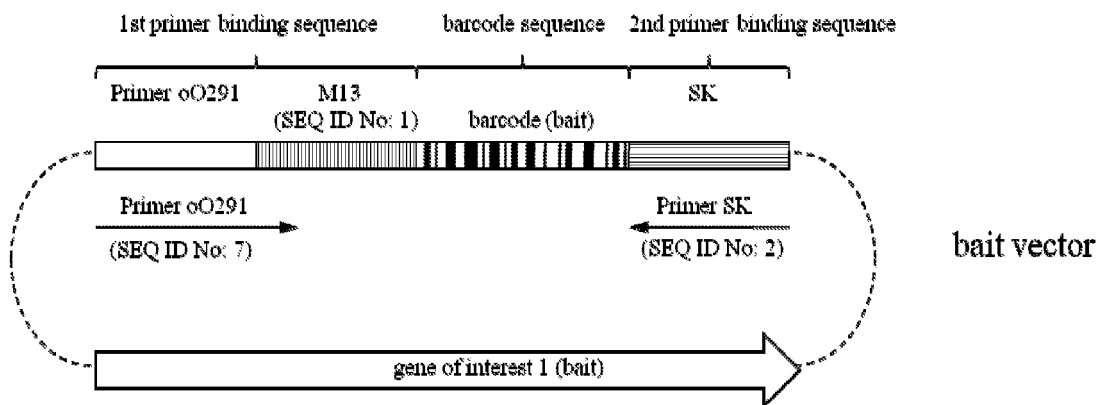 1st primer binding sequence barcode sequence 2nd primer binding sequence
Primer oO291 M13 SK
(SEQ ID No: 1) barcode (bait)
Primer oO291 Primer SK
(SEQ ID No: 7) (SEQ ID No: 2) bait vector
gene of interest 1 (bait)